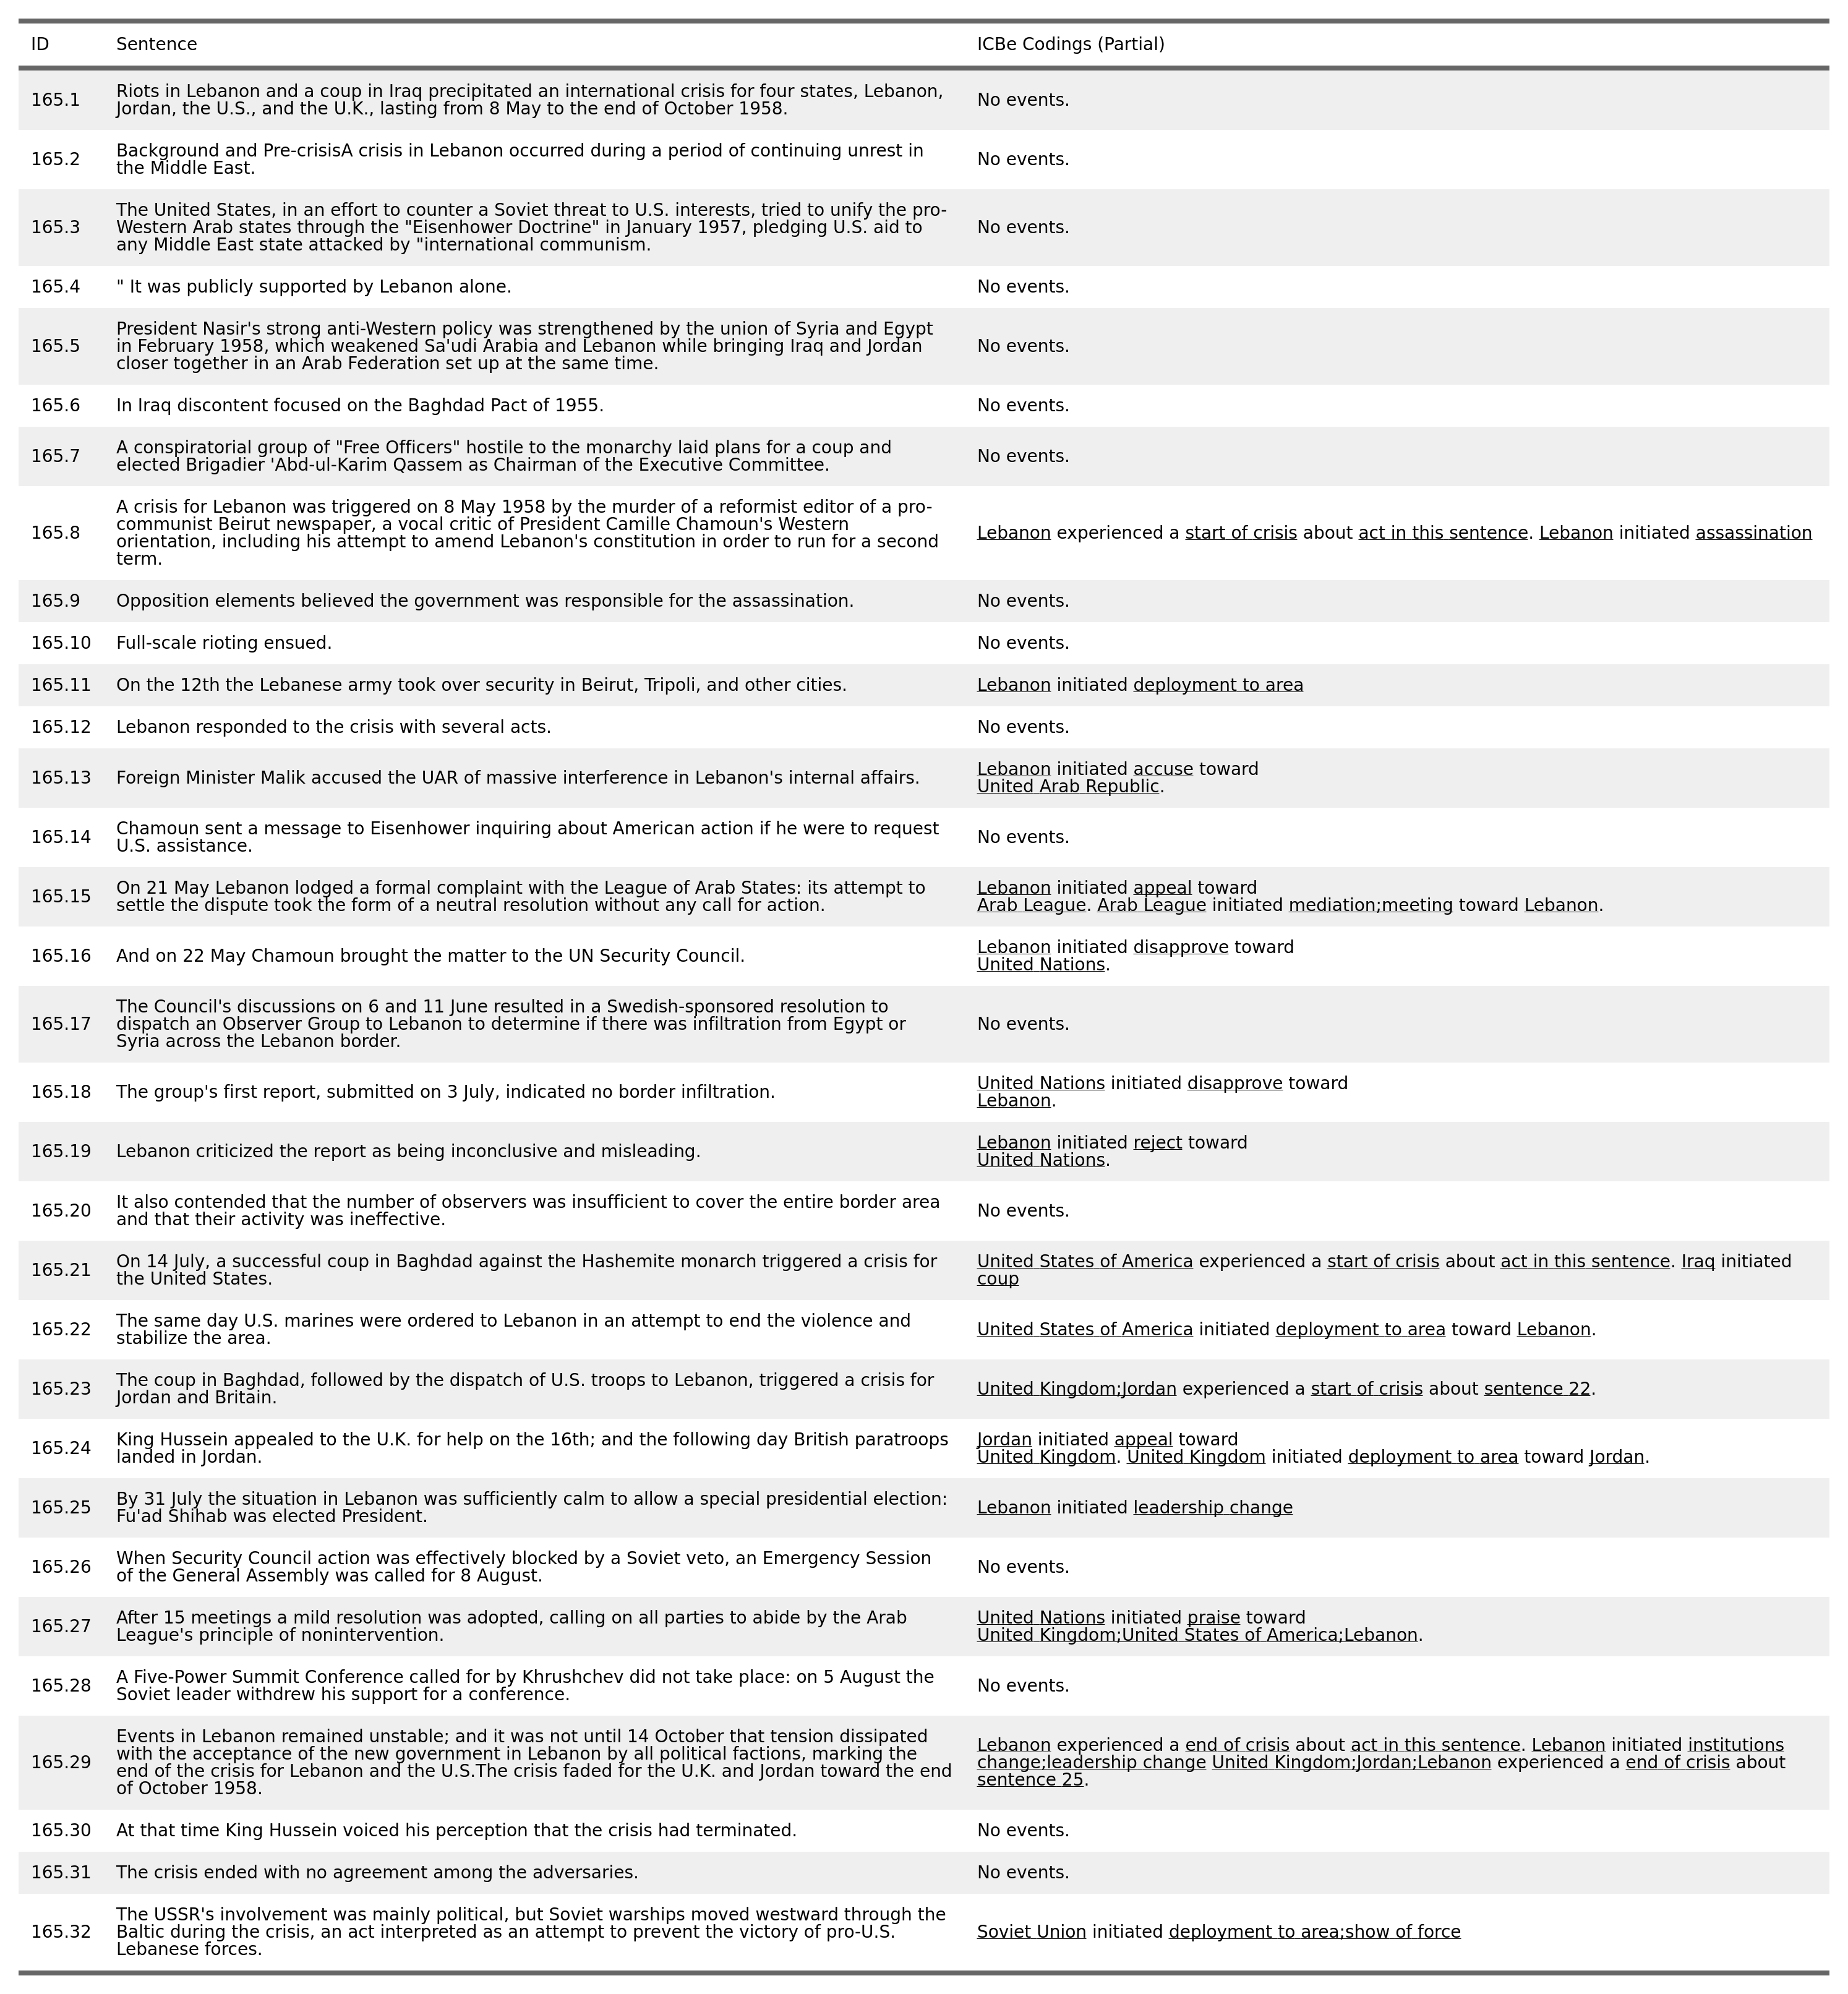 ID Sentence ICBe Codings (Partial)
165.1 Riots in Lebanon and a coup in Iraq precipitated an international crisis for four states, Lebanon,
Jordan, the U.S., and the U.K., lasting from 8 May to the end of October 1958.
No events.
165.2 Background and Pre-crisisA crisis in Lebanon occurred during a period of continuing unrest in
the Middle East.
No events.
165.3 The United States, in an effort to counter a Soviet threat to U.S. interests, tried to unify the pro-
Western Arab states through the "Eisenhower Doctrine" in January 1957, pledging U.S. aid to
any Middle East state attacked by "international communism.
No events.
165.4 " It was publicly supported by Lebanon alone. No events.
165.5 President Nasir's strong anti-Western policy was strengthened by the union of Syria and Egypt
in February 1958, which weakened Sa'udi Arabia and Lebanon while bringing Iraq and Jordan
closer together in an Arab Federation set up at the same time.
No events.
165.6 In Iraq discontent focused on the Baghdad Pact of 1955. No events.
165.7 A conspiratorial group of "Free Officers" hostile to the monarchy laid plans for a coup and
elected Brigadier 'Abd-ul-Karim Qassem as Chairman of the Executive Committee.
No events.
165.8 A crisis for Lebanon was triggered on 8 May 1958 by the murder of a reformist editor of a pro-
communist Beirut newspaper, a vocal critic of President Camille Chamoun's Western
orientation, including his attempt to amend Lebanon's constitution in order to run for a second
term.
Lebanon experienced a start of crisis about act in this sentence. Lebanon initiated assassination
165.9 Opposition elements believed the government was responsible for the assassination. No events.
165.10 Full-scale rioting ensued. No events.
165.11 On the 12th the Lebanese army took over security in Beirut, Tripoli, and other cities. Lebanon initiated deployment to area
165.12 Lebanon responded to the crisis with several acts. No events.
165.13 Foreign Minister Malik accused the UAR of massive interference in Lebanon's internal affairs.
Lebanon initiated accuse toward
United Arab Republic.
165.14 Chamoun sent a message to Eisenhower inquiring about American action if he were to request
U.S. assistance.
No events.
165.15 On 21 May Lebanon lodged a formal complaint with the League of Arab States: its attempt to
settle the dispute took the form of a neutral resolution without any call for action.
Lebanon initiated appeal toward
Arab League. Arab League initiated mediation;meeting toward Lebanon.
165.16 And on 22 May Chamoun brought the matter to the UN Security Council.
Lebanon initiated disapprove toward
United Nations.
165.17 The Council's discussions on 6 and 11 June resulted in a Swedish-sponsored resolution to
dispatch an Observer Group to Lebanon to determine if there was infiltration from Egypt or
Syria across the Lebanon border.
No events.
165.18 The group's first report, submitted on 3 July, indicated no border infiltration.
United Nations initiated disapprove toward
Lebanon.
165.19 Lebanon criticized the report as being inconclusive and misleading.
Lebanon initiated reject toward
United Nations.
165.20 It also contended that the number of observers was insufficient to cover the entire border area
and that their activity was ineffective.
No events.
165.21 On 14 July, a successful coup in Baghdad against the Hashemite monarch triggered a crisis for
the United States.
United States of America experienced a start of crisis about act in this sentence. Iraq initiated
coup
165.22 The same day U.S. marines were ordered to Lebanon in an attempt to end the violence and
stabilize the area.
United States of America initiated deployment to area toward Lebanon.
165.23 The coup in Baghdad, followed by the dispatch of U.S. troops to Lebanon, triggered a crisis for
Jordan and Britain.
United Kingdom;Jordan experienced a start of crisis about sentence 22.
165.24 King Hussein appealed to the U.K. for help on the 16th; and the following day British paratroops
landed in Jordan.
Jordan initiated appeal toward
United Kingdom. United Kingdom initiated deployment to area toward Jordan.
165.25 By 31 July the situation in Lebanon was sufficiently calm to allow a special presidential election:
Fu'ad Shihab was elected President.
Lebanon initiated leadership change
165.26 When Security Council action was effectively blocked by a Soviet veto, an Emergency Session
of the General Assembly was called for 8 August.
No events.
165.27 After 15 meetings a mild resolution was adopted, calling on all parties to abide by the Arab
League's principle of nonintervention.
United Nations initiated praise toward
United Kingdom;United States of America;Lebanon.
165.28 A Five-Power Summit Conference called for by Khrushchev did not take place: on 5 August the
Soviet leader withdrew his support for a conference.
No events.
165.29 Events in Lebanon remained unstable; and it was not until 14 October that tension dissipated
with the acceptance of the new government in Lebanon by all political factions, marking the
end of the crisis for Lebanon and the U.S.The crisis faded for the U.K. and Jordan toward the end
of October 1958.
Lebanon experienced a end of crisis about act in this sentence. Lebanon initiated institutions
change;leadership change United Kingdom;Jordan;Lebanon experienced a end of crisis about
sentence 25.
165.30 At that time King Hussein voiced his perception that the crisis had terminated. No events.
165.31 The crisis ended with no agreement among the adversaries. No events.
165.32 The USSR's involvement was mainly political, but Soviet warships moved westward through the
Baltic during the crisis, an act interpreted as an attempt to prevent the victory of pro-U.S.
Lebanese forces.
Soviet Union initiated deployment to area;show of force